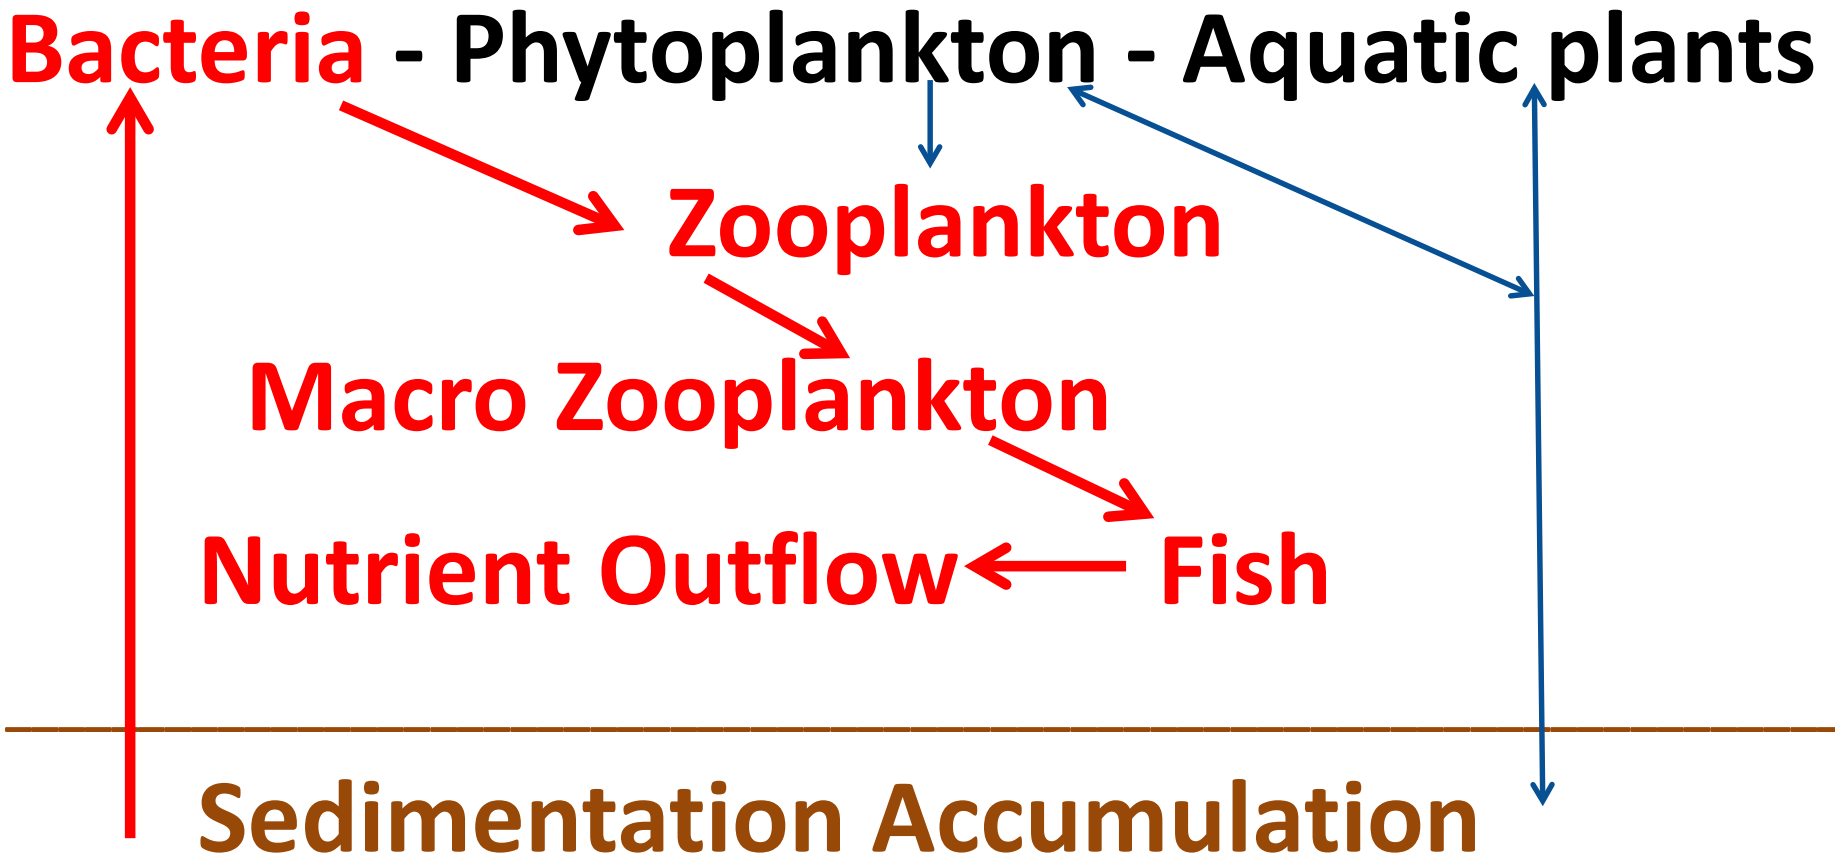 Bacteria - Phytoplankton - Aquatic plants
Zooplankton
Macro Zooplankton
Nutrient Outflow Fish
Sedimentation Accumulation